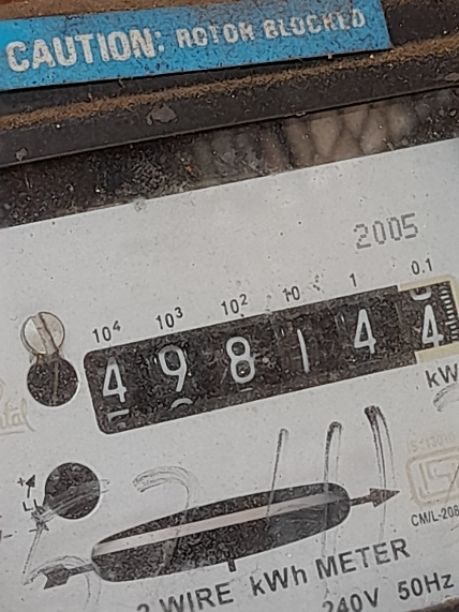 CAUTION: ROTOR BLOCKED
2005
10⁴ 10³ 10² 10 1 0.1
4 9 8 1 4 4
kW
CM/L-208
2 WIRE kWh METER
240V 50Hz